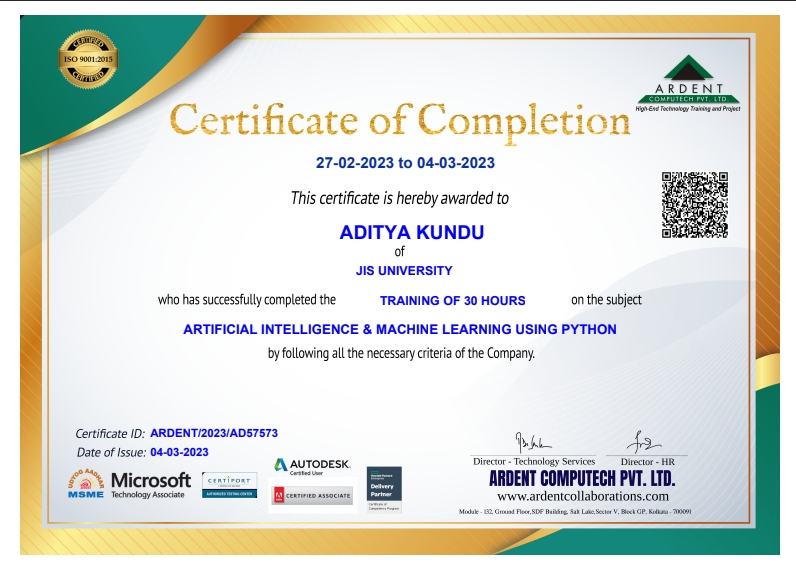 CERTIFIED
ISO 9001:2015
CERTIFIED
ARDENT
COMPUTECH PVT. LTD.
High-End Technology Training and Project
Certificate of Completion
27-02-2023 to 04-03-2023
This certificate is hereby awarded to
ADITYA KUNDU
of
JIS UNIVERSITY
who has successfully completed the TRAINING OF 30 HOURS on the subject
ARTIFICIAL INTELLIGENCE & MACHINE LEARNING USING PYTHON
by following all the necessary criteria of the Company.
Certificate ID: ARDENT/2023/AD57573
Date of Issue: 04-03-2023
UDYOG AADHAR
MSME
Microsoft
Technology Associate
CERTIPORT
AUTHORIZED TESTING CENTER
AUTODESK.
Certified User
CERTIFIED ASSOCIATE
Delivery
Partner
Certificate of
Competency Program
Director - Technology Services Director - HR
ARDENT COMPUTECH PVT. LTD.
www.ardentcollaborations.com
Module - 132, Ground Floor,SDF Building, Salt Lake,Sector V, Block GP, Kolkata - 700091